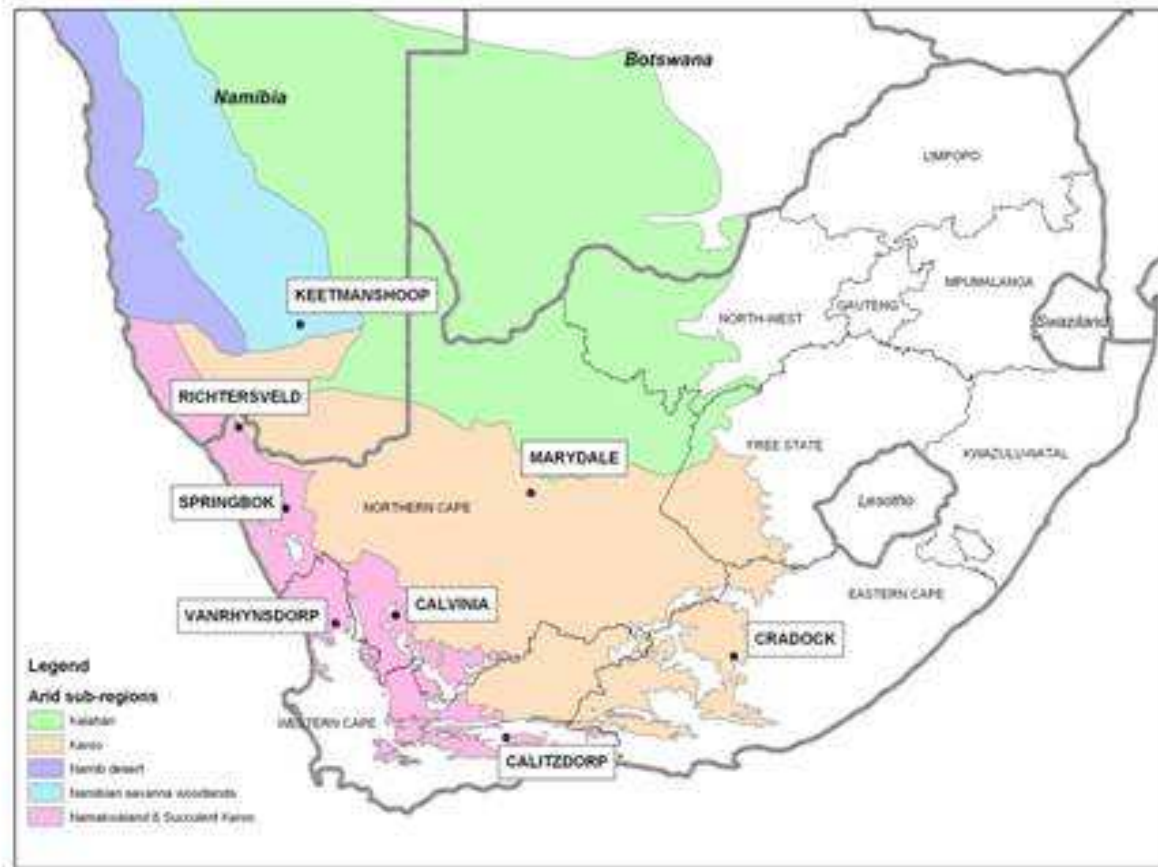 Botswana
Namibia
LIMPOPO
KEETMANSHOOP
MPUMALANGA
GAUTENG
NORTH-WEST
Swaziland
RICHTERSVELD
FREE STATE
MARYDALE
KWAZULU-NATAL
SPRINGBOK
NORTHERN CAPE
Lesotho
EASTERN CAPE
CALVINIA
VANRHYNSDORP
CRADOCK
WESTERN CAPE
CALITZDORP
Legend
Arid sub-regions
Kalahari
Karoo
Namib desert
Namibian savanna woodlands
Namakwaland & Succulent Karoo